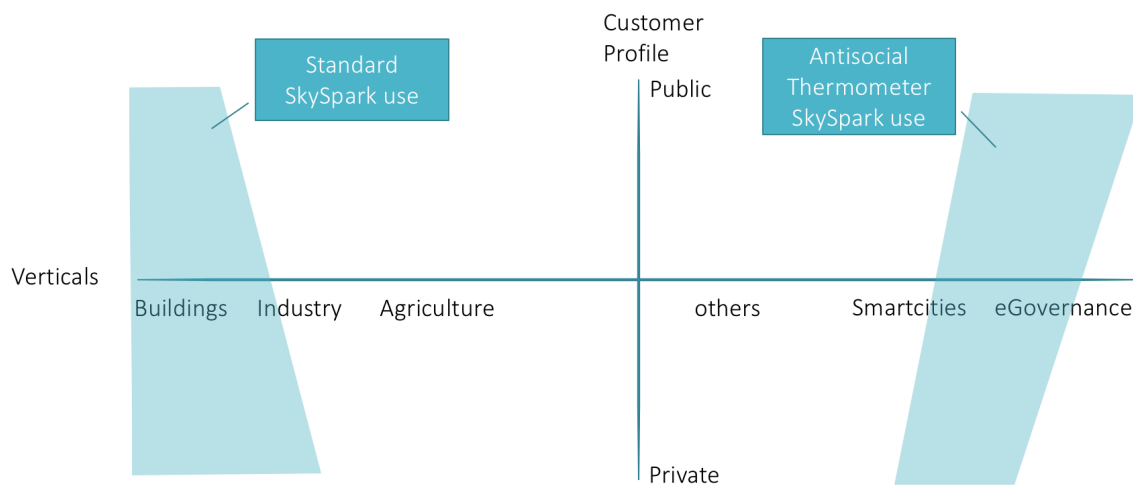 Customer
Profile
Standard
SkySpark use
Antisocial
Thermometer
SkySpark use
Public
Verticals
Buildings Industry Agriculture others Smartcities eGovernance
Private